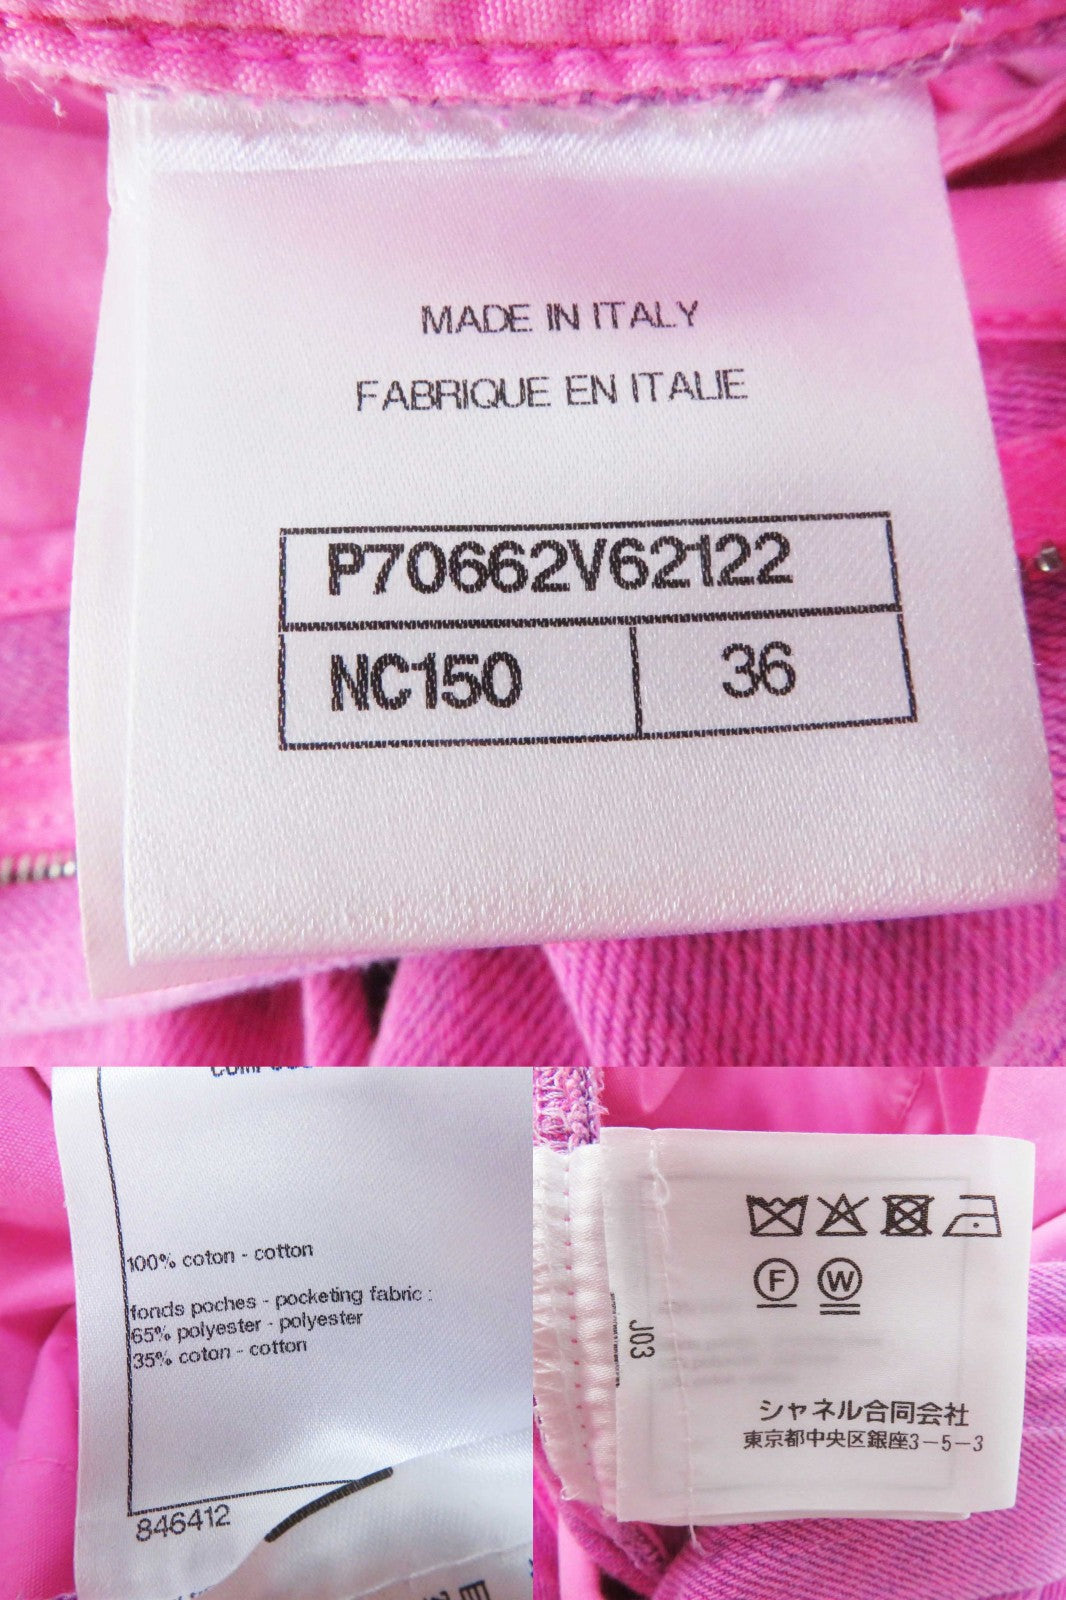 MADE IN ITALY
FABRIQUE EN ITALIE
P70662V62122
NC150
36
100% coton - cotton
fonds poches - pocketing fabric :
65% polyester - polyester
35% coton - cotton
846412
F W
J03
シャネル合同会社
東京都中央区銀座3-5-3